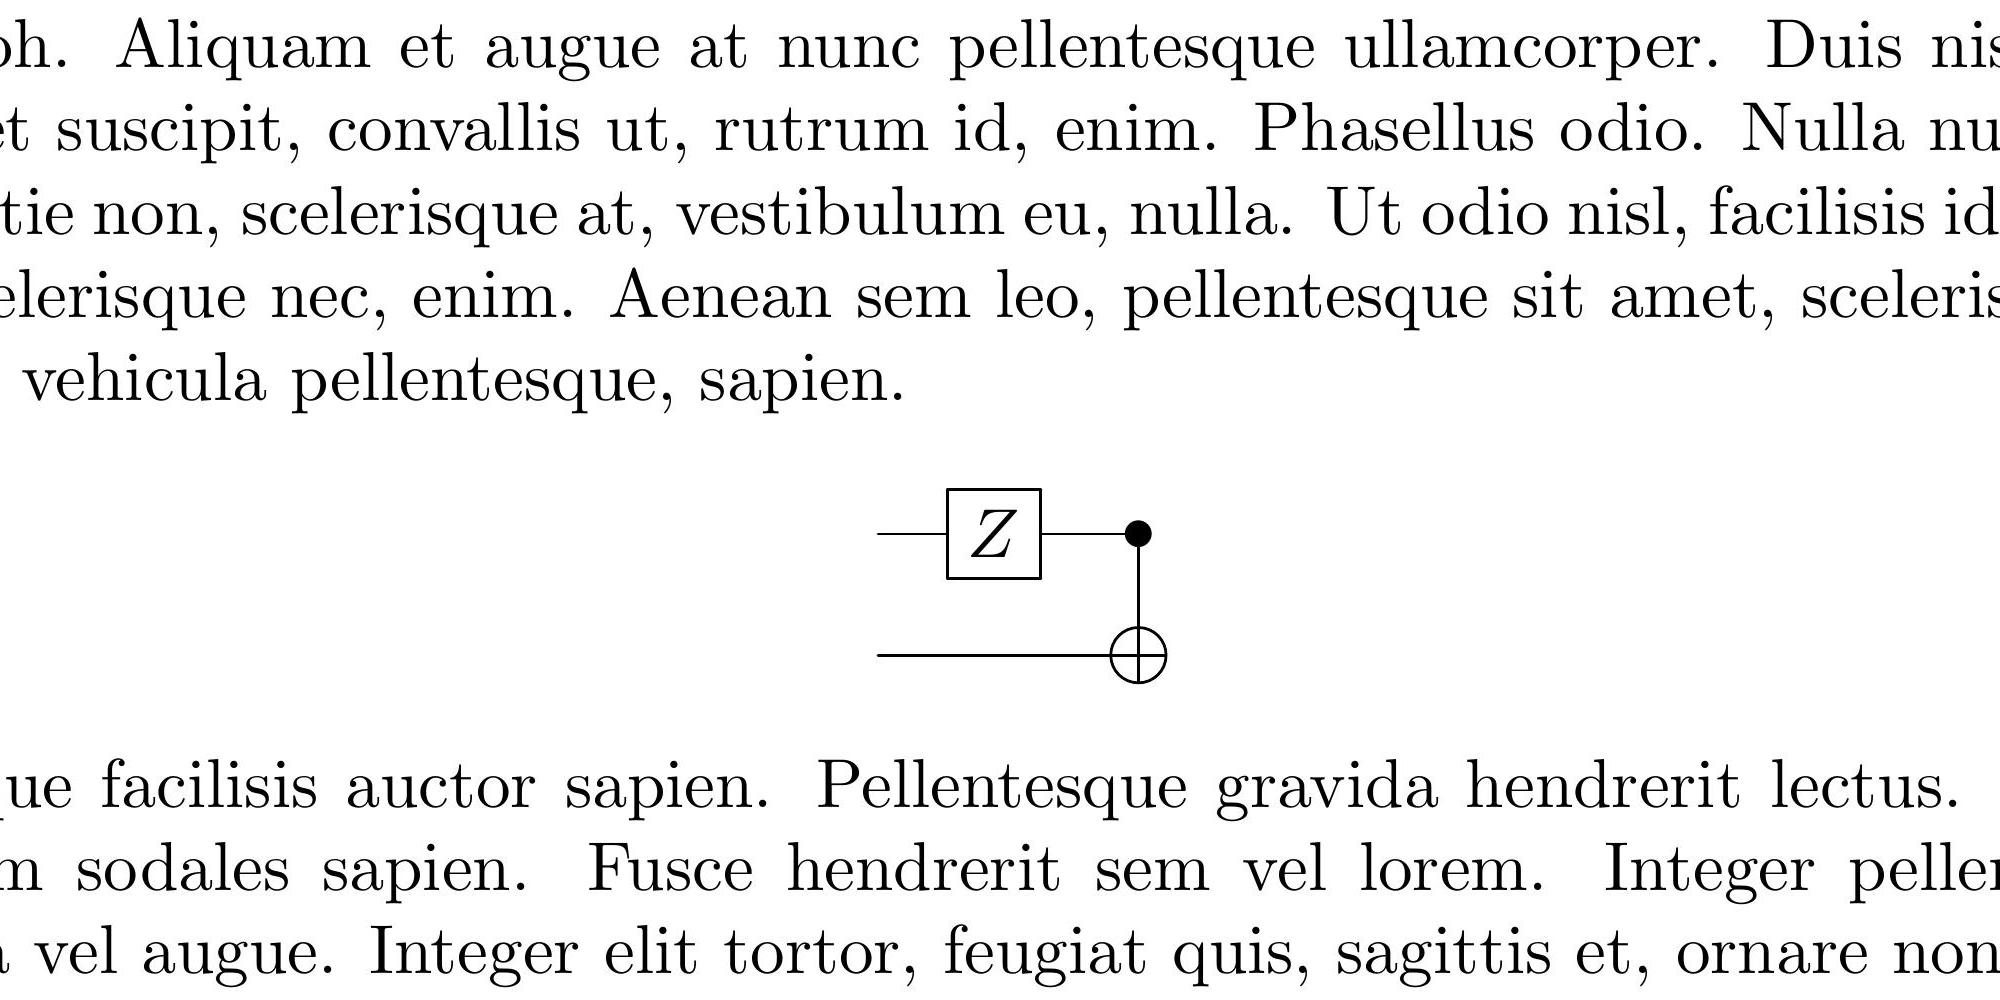 oh. Aliquam et augue at nunc pellentesque ullamcorper. Duis nis
et suscipit, convallis ut, rutrum id, enim. Phasellus odio. Nulla nu
tie non, scelerisque at, vestibulum eu, nulla. Ut odio nisl, facilisis id
elerisque nec, enim. Aenean sem leo, pellentesque sit amet, sceleris
vehicula pellentesque, sapien.
Z
ue facilisis auctor sapien. Pellentesque gravida hendrerit lectus.
m sodales sapien. Fusce hendrerit sem vel lorem. Integer pellen
a vel augue. Integer elit tortor, feugiat quis, sagittis et, ornare non